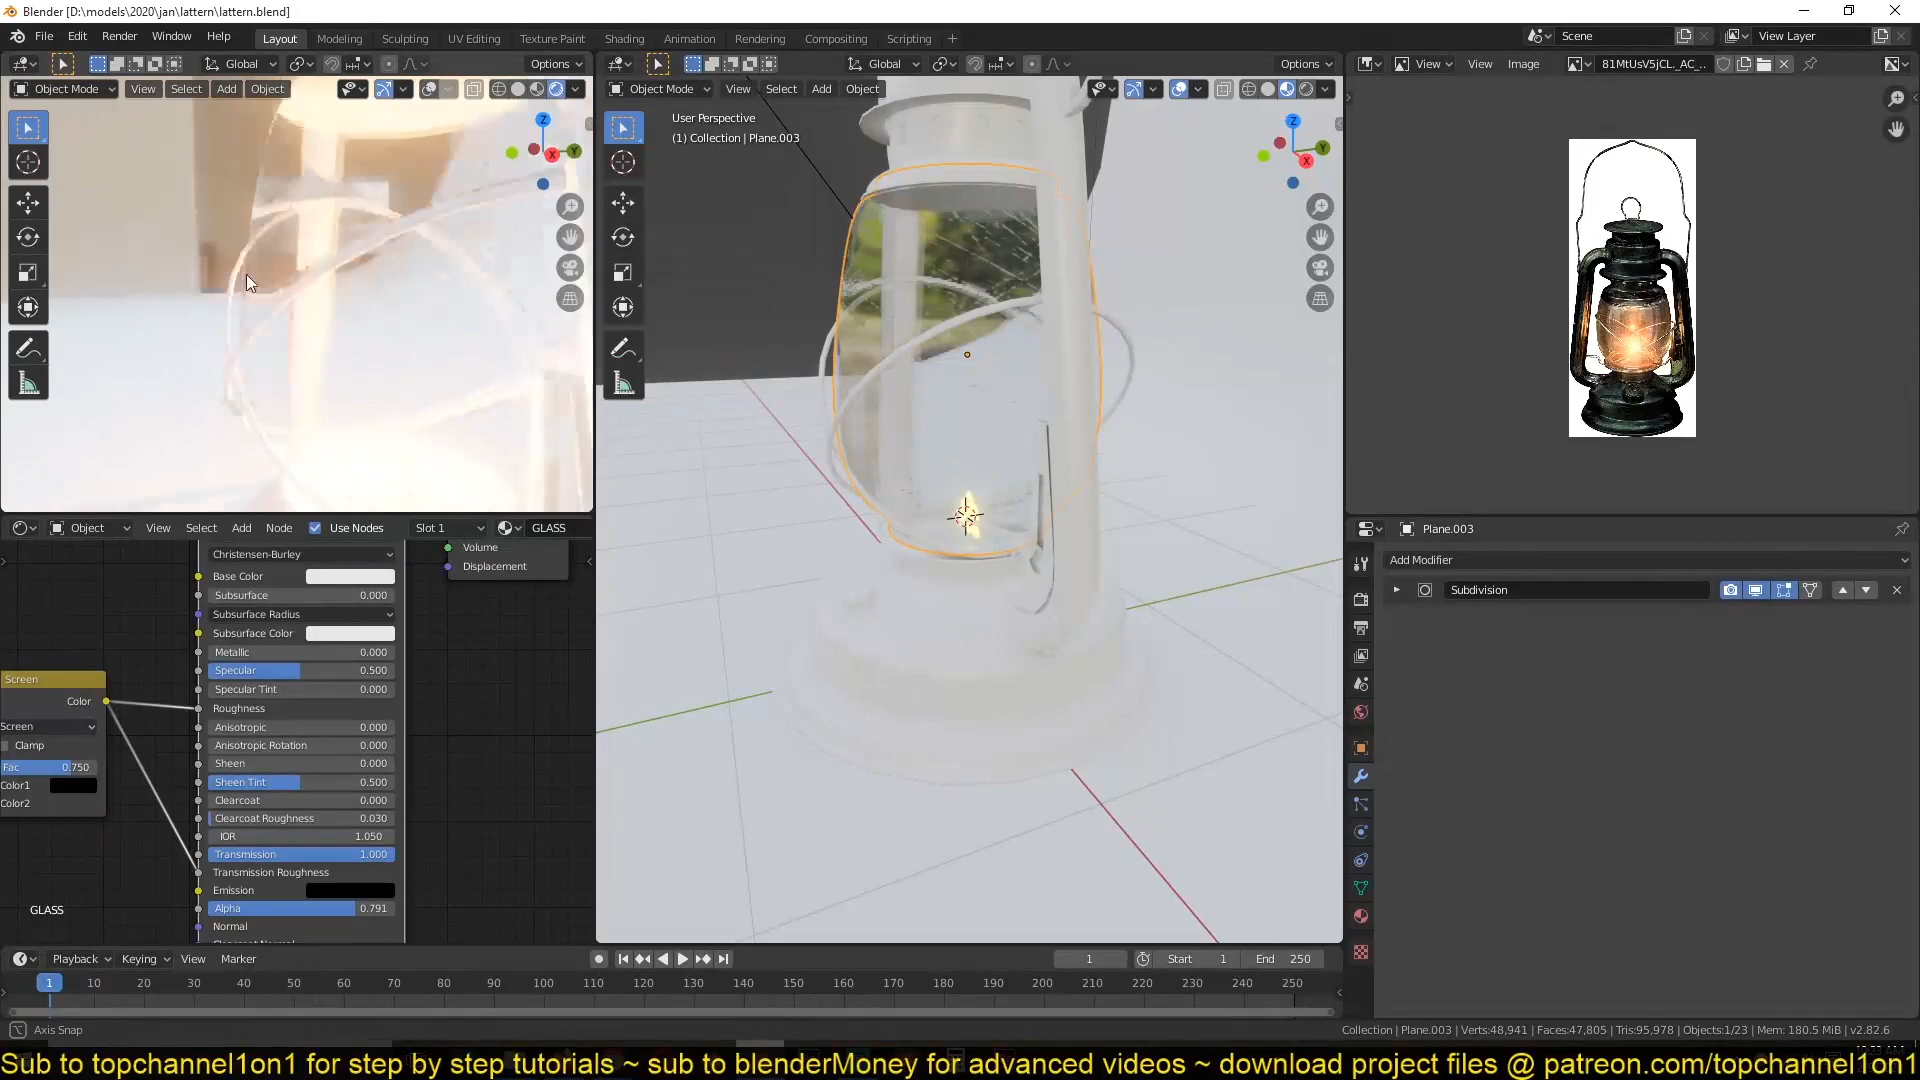 Blender [D:\models\2020\jan\lattern\lattern.blend]
File Edit Render Window Help
Layout Modeling Sculpting UV Editing Texture Paint Shading Animation Rendering Compositing Scripting +
Scene
View Layer
Global
Options
Object Mode View Select Add Object
Global
Options
Object Mode View Select Add Object
User Perspective
(1) Collection | Plane.003
Z
Y
X
Z
Y
X
View View Image 81MtUsV5jCL._AC_..
Object View Select Add Node Use Nodes Slot 1 GLASS
Christensen-Burley
Base Color
Subsurface 0.000
Subsurface Radius
Subsurface Color
Metallic 0.000
Specular 0.500
Specular Tint 0.000
Roughness
Anisotropic 0.000
Anisotropic Rotation 0.000
Sheen 0.000
Sheen Tint 0.500
Clearcoat 0.000
Clearcoat Roughness 0.030
IOR 1.050
Transmission 1.000
Transmission Roughness
Emission
Alpha 0.791
Normal
Volume
Displacement
Screen
Color
Screen
Clamp
Fac 0.750
Color1
Color2
GLASS
Plane.003
Add Modifier
Subdivision
Playback Keying View Marker
1 Start 1 End 250
1 10 20 30 40 50 60 70 80 90 100 110 120 130 140 150 160 170 180 190 200 210 220 230 240 250
Axis Snap
Collection | Plane.003 | Verts:48,941 | Faces:47,805 | Tris:95,978 | Objects:1/23 | Mem: 180.5 MiB | v2.82.6
Sub to topchannel1on1 for step by step tutorials ~ sub to blenderMoney for advanced videos ~ download project files @ patreon.com/topchannel1on1